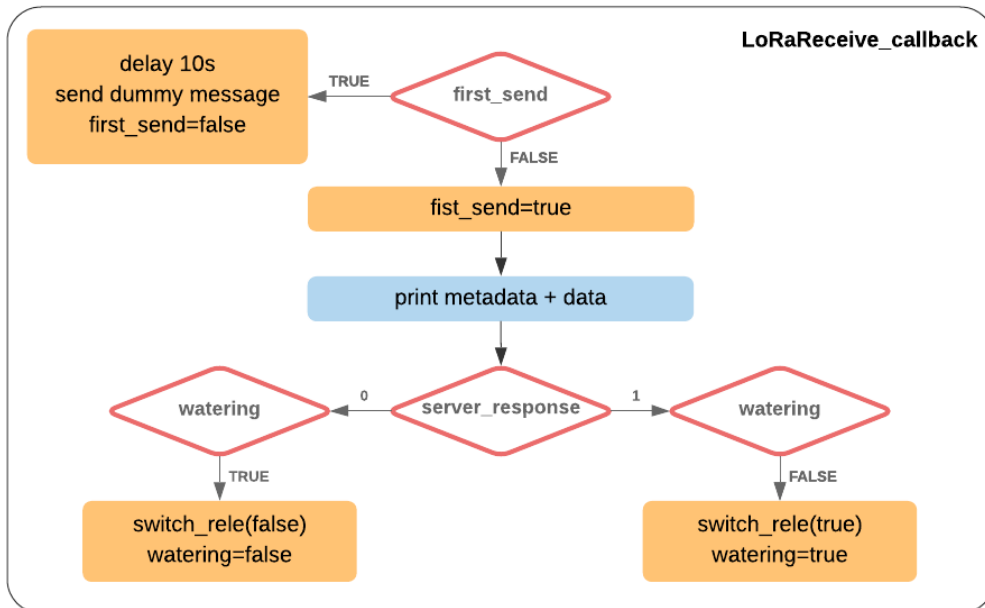 LoRaReceive_callback
delay 10s
send dummy message
first_send=false
TRUE
first_send
FALSE
fist_send=true
print metadata + data
watering
0
server_response
1
watering
TRUE
FALSE
switch_rele(false)
watering=false
switch_rele(true)
watering=true